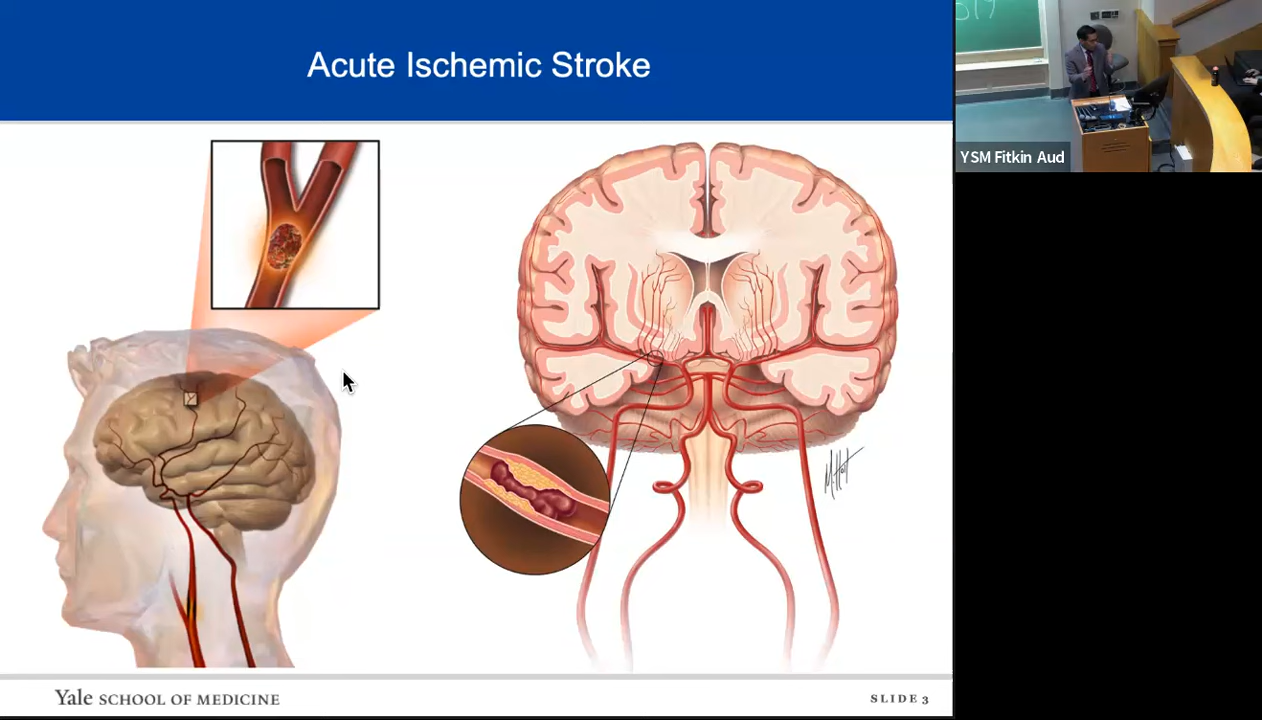 Acute Ischemic Stroke
YSM Fitkin Aud
Yale SCHOOL OF MEDICINE
SLIDE 3